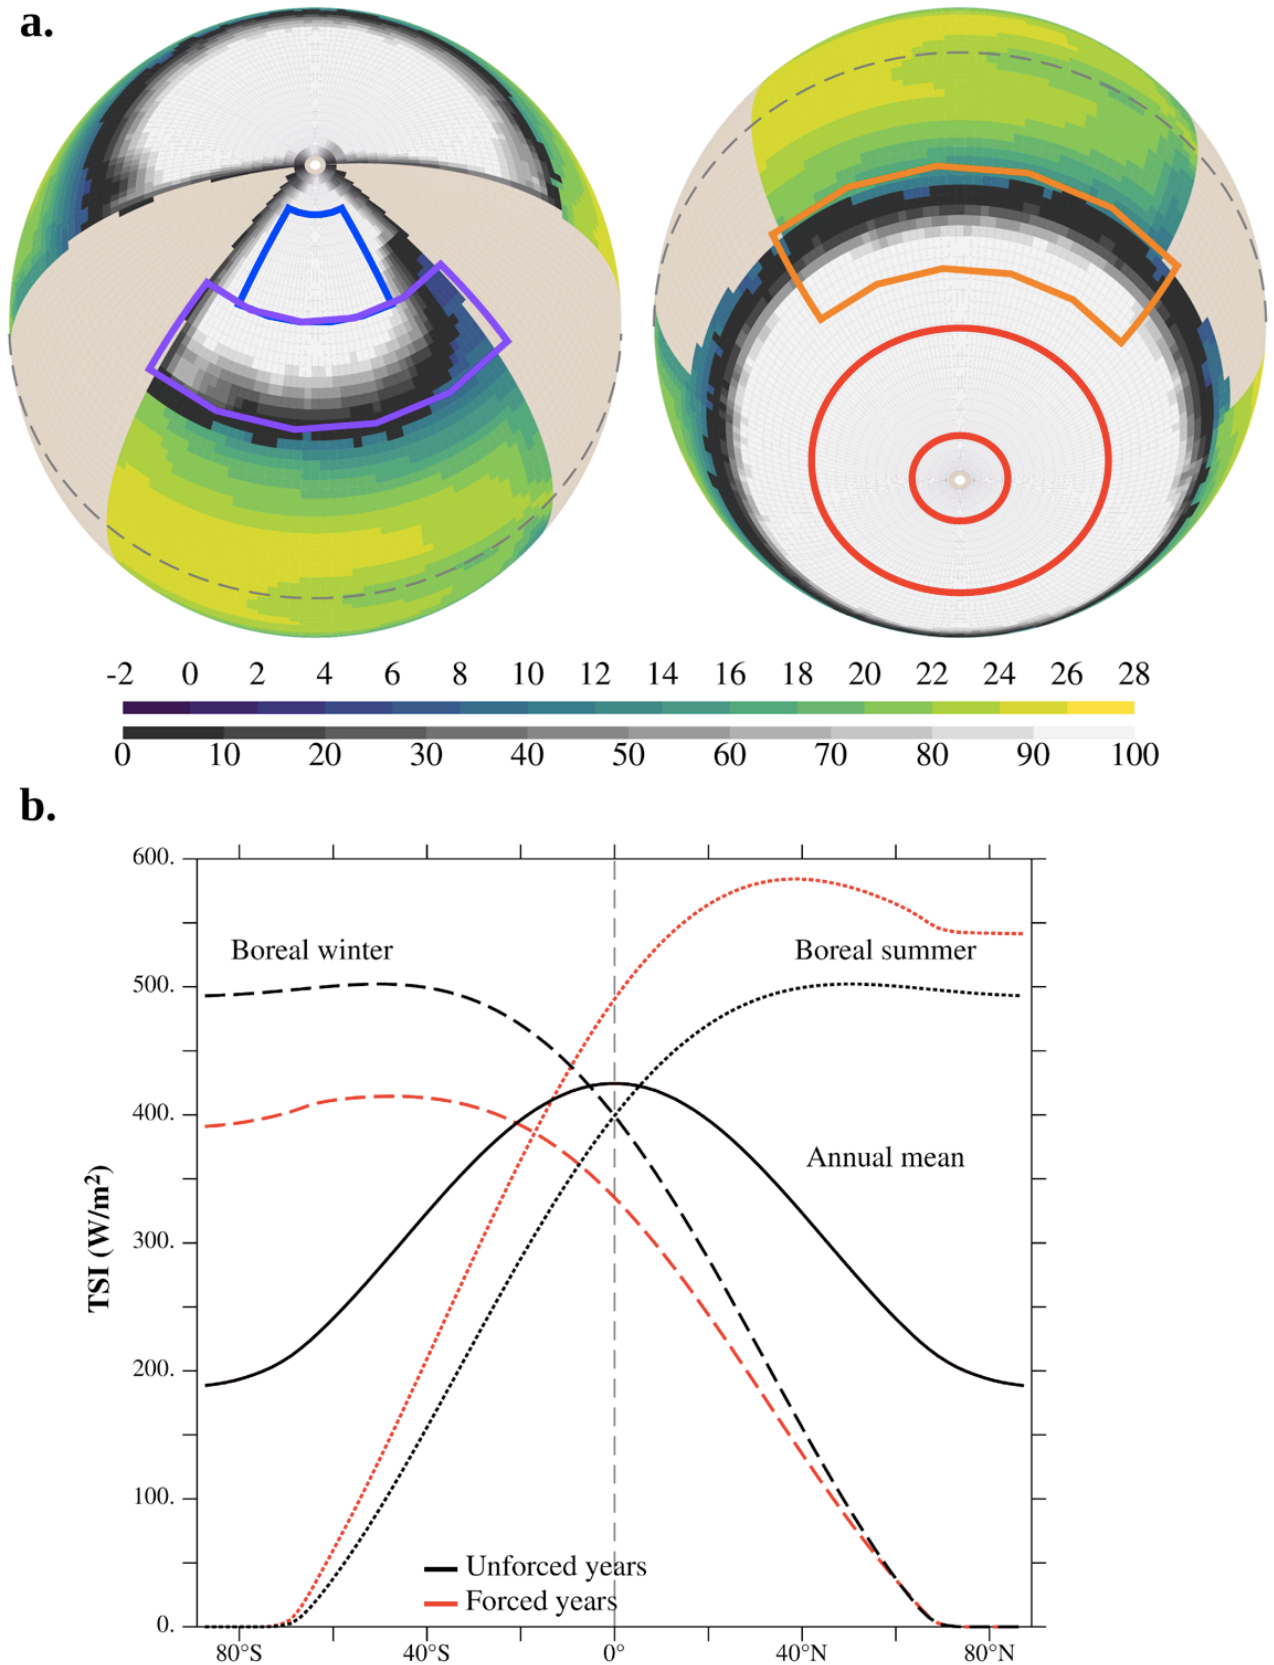 a.
-2 0 2 4 6 8 10 12 14 16 18 20 22 24 26 28
0 10 20 30 40 50 60 70 80 90 100
b.
600.
Boreal winter
Boreal summer
500.
400.
Annual mean
TSI (W/m²)
300.
200.
100.
Unforced years
Forced years
0.
80°S 40°S 0° 40°N 80°N